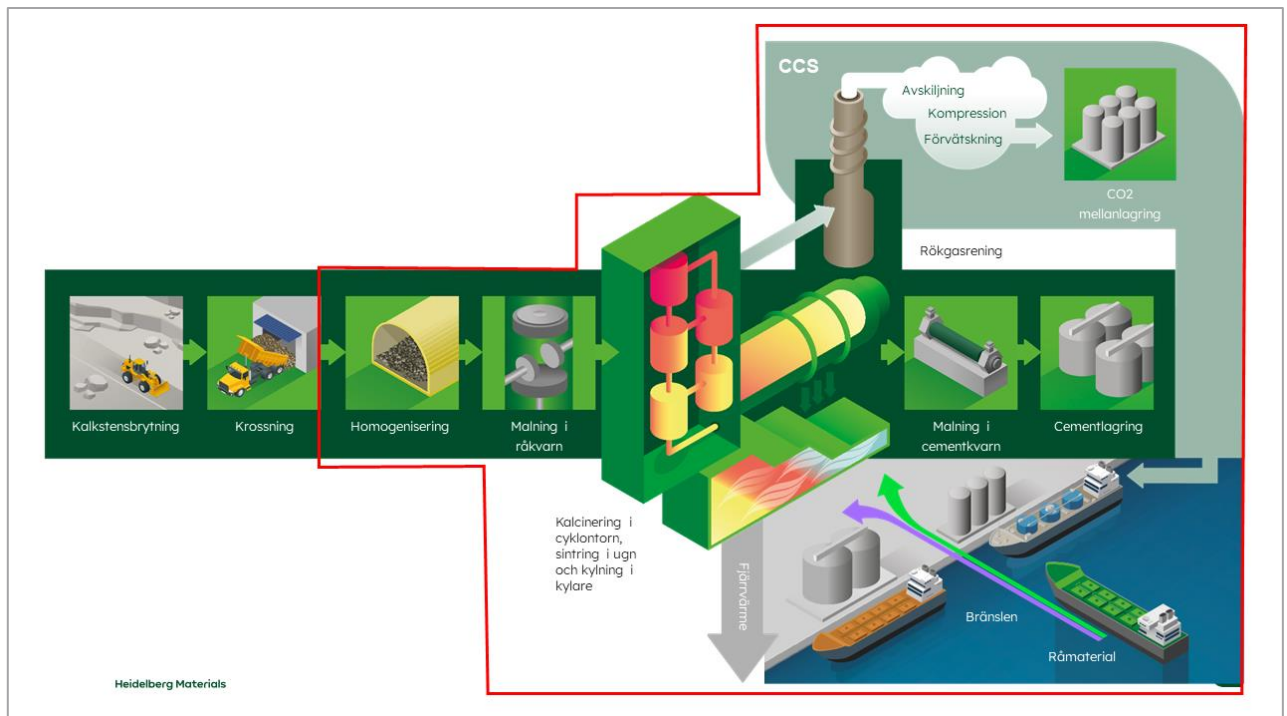 CCS
Avskiljning
Kompression
Förvätskning
CO2
mellanlagring
Rökgasrening
Kalkstensbrytning
Krossning
Homogenisering
Malning i
råkvarn
Malning i
cementkvarn
Cementlagring
Kalcinering i
cyklontorn,
sintring i ugn
och kylning i
kylare
Fjärrvärme
Bränslen
Råmaterial
Heidelberg Materials